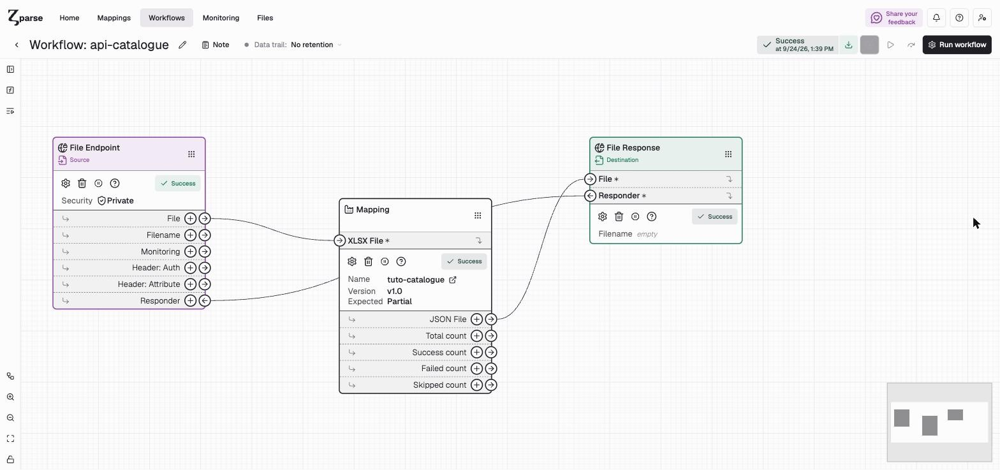 Zparse
Home
Mappings
Workflows
Monitoring
Files
Share your
feedback
Workflow: api-catalogue
Note
Data trail: No retention
Success
at 9/24/26, 1:39 PM
Run workflow
File Endpoint
Source
Success
Security Private
File
Filename
Monitoring
Header: Auth
Header: Attribute
Responder
Mapping
XLSX File *
Success
Name tuto-catalogue
Version v1.0
Expected Partial
JSON File
Total count
Success count
Failed count
Skipped count
File Response
Destination
File *
Responder *
Success
Filename empty